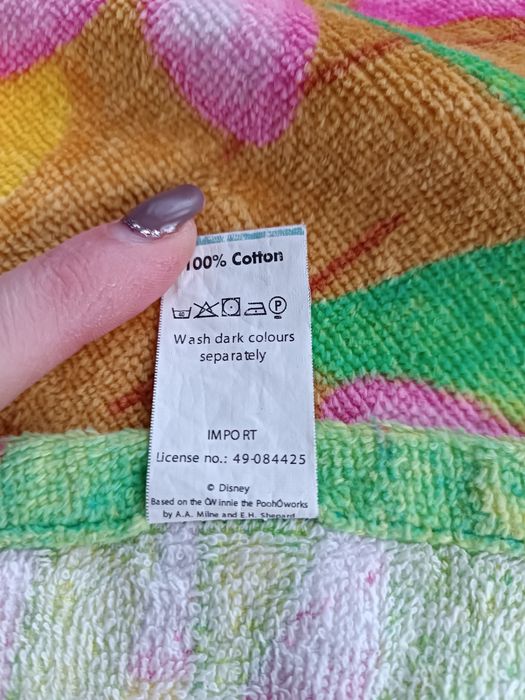 100% Cotton
P
Wash dark colours
separately
IMPORT
License no.: 49-084425
© Disney
Based on the ÒWinnie the PoohÓworks
by A.A. Milne and E.H. Shepard